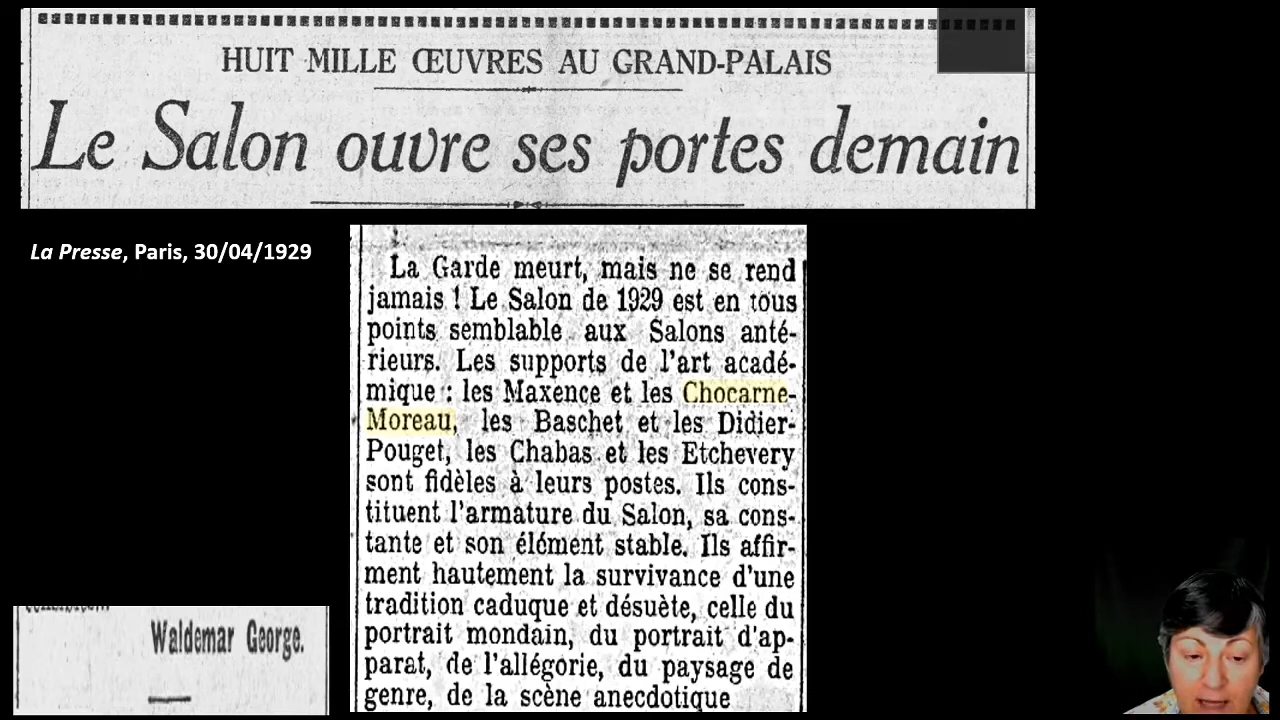 HUIT MILLE ŒUVRES AU GRAND-PALAIS
Le Salon ouvre ses portes demain
La Presse, Paris, 30/04/1929
La Garde meurt, mais ne se rend
jamais ! Le Salon de 1929 est en tous
points semblable aux Salons anté-
rieurs. Les supports de l'art acadé-
mique : les Maxence et les Chocarne-
Moreau, les Baschet et les Didier-
Pouget, les Chabas et les Etchevery
sont fidèles à leurs postes. Ils cons-
tituent l'armature du Salon, sa cons-
tante et son élément stable. Ils affir-
ment hautement la survivance d'une
tradition caduque et désuète, celle du
portrait mondain, du portrait d'ap-
parat, de l'allégorie, du paysage de
genre, de la scène anecdotique
Waldemar George.